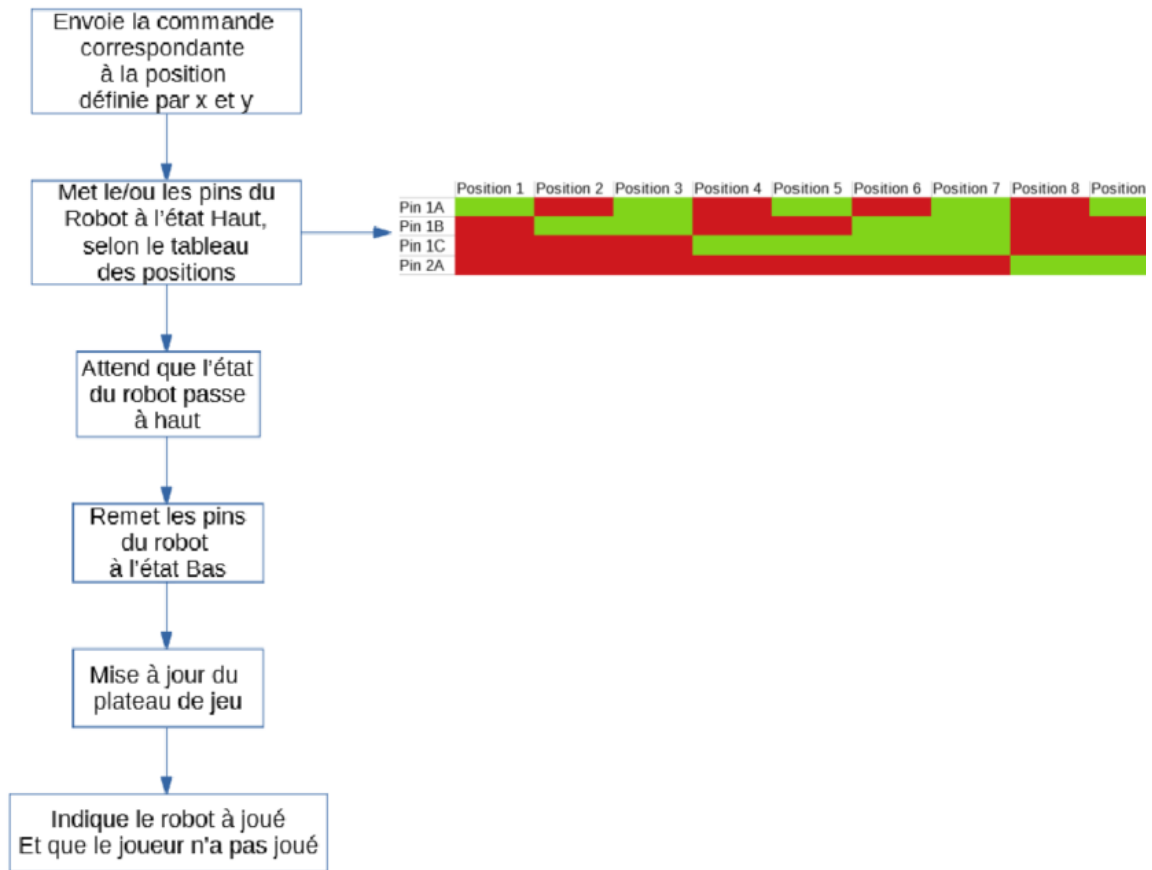 Envoie la commande
correspondante
à la position
définie par x et y
Met le/ou les pins du
Robot à l'état Haut,
selon le tableau
des positions
Position 1 Position 2 Position 3 Position 4 Position 5 Position 6 Position 7 Position 8 Position
Pin 1A
Pin 1B
Pin 1C
Pin 2A
Attend que l'état
du robot passe
à haut
Remet les pins
du robot
à l'état Bas
Mise à jour du
plateau de jeu
Indique le robot à joué
Et que le joueur n'a pas joué